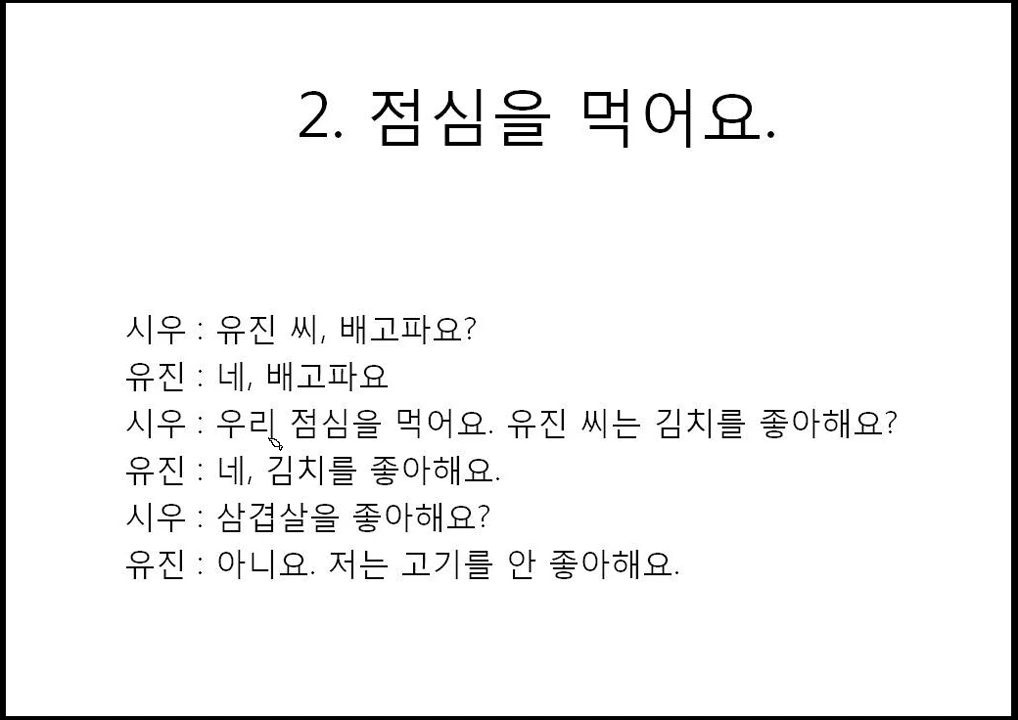 2. 점심을 먹어요.
시우 : 유진 씨, 배고파요?
유진 : 네, 배고파요
시우 : 우리 점심을 먹어요. 유진 씨는 김치를 좋아해요?
유진 : 네, 김치를 좋아해요.
시우 : 삼겹살을 좋아해요?
유진 : 아니요. 저는 고기를 안 좋아해요.